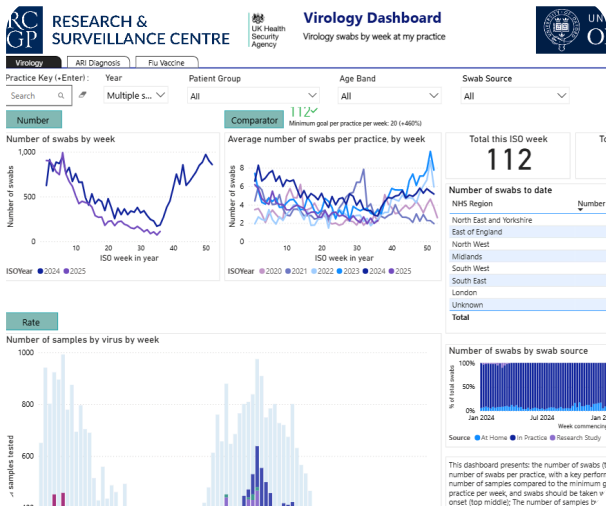 RC GP RESEARCH & SURVEILLANCE CENTRE
UK Health Security Agency
Virology Dashboard
Virology swabs by week at my practice
UN
O
Virology ARI Diagnosis Flu Vaccine
Practice Key (+Enter) : Year Patient Group Age Band Swab Source
Search Multiple s... All All All
Number Comparator 112
Minimum goal per practice per week: 20 (+460%)
Number of swabs by week
Number of swabs
1,000
500
0
10 20 30 40 50
ISO week in year
ISOYear 2024 2025
Average number of swabs per practice, by week
Number of swabs
8
6
4
2
0
10 20 30 40 50
ISO week in year
ISOYear 2020 2021 2022 2023 2024 2025
Total this ISO week
112
To
Number of swabs to date
NHS Region Number
North East and Yorkshire
East of England
North West
Midlands
South West
South East
London
Unknown
Total
Rate
Number of samples by virus by week
1000
800
600
samples tested
Number of swabs by swab source
% of total swabs
100%
50%
0%
Jan 2024 Jul 2024 Jan 2
Week commencing
Source At Home In Practice Research Study
This dashboard presents: the number of swabs (t
number of swabs per practice, with a key perform
number of samples compared to the minimum g
practice per week, and swabs should be taken w
onset (top middle); The number of samples b